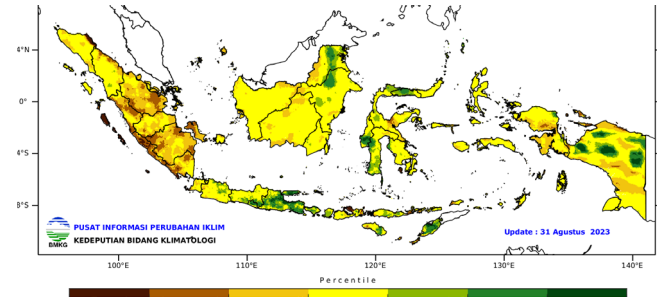 4°N
0°
4°S
8°S
PUSAT INFORMASI PERUBAHAN IKLIM
KEDEPUTIAN BIDANG KLIMATOLOGI
BMKG
Update : 31 Agustus 2023
100°E 110°E 120°E 130°E 140°E
Percentile